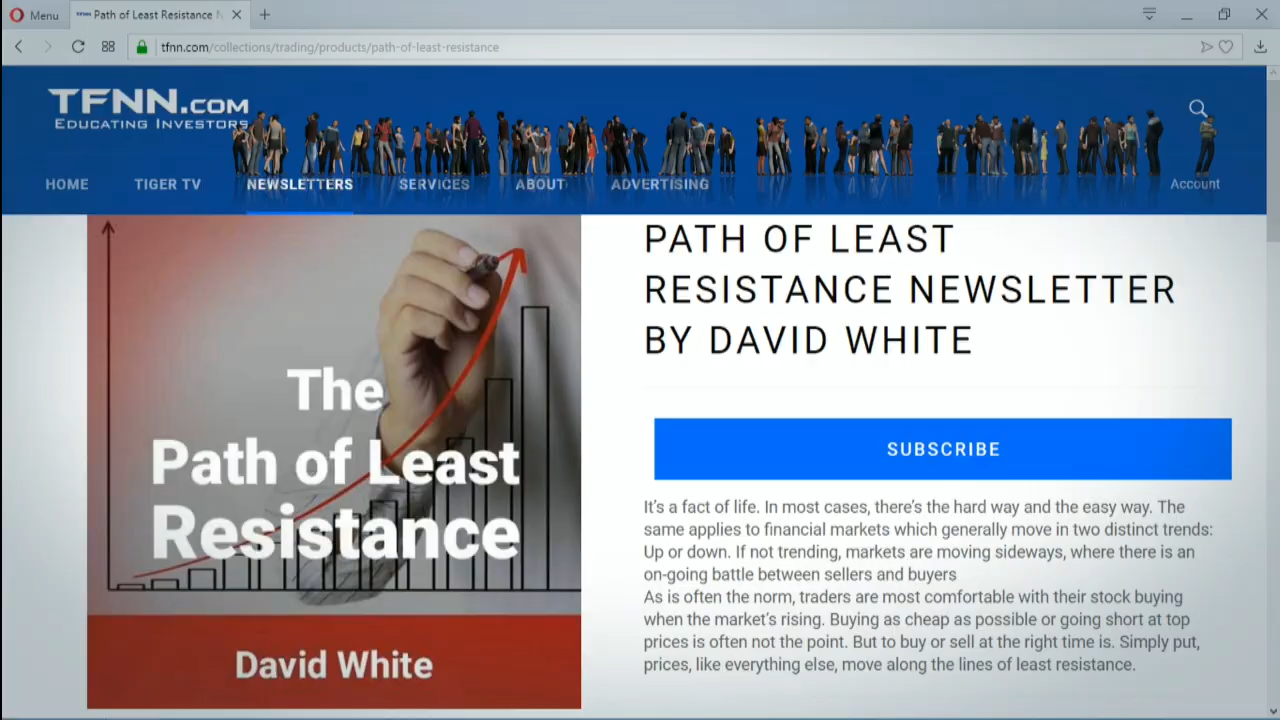 Menu
Path of Least Resistance N
tfnn.com/collections/trading/products/path-of-least-resistance
TFNN.COM
EDUCATING INVESTORS
HOME
TIGER TV
NEWSLETTERS
SERVICES
ABOUT
ADVERTISING
Account
The
Path of Least
Resistance
David White
PATH OF LEAST
RESISTANCE NEWSLETTER
BY DAVID WHITE
SUBSCRIBE
It's a fact of life. In most cases, there's the hard way and the easy way. The
same applies to financial markets which generally move in two distinct trends:
Up or down. If not trending, markets are moving sideways, where there is an
on-going battle between sellers and buyers
As is often the norm, traders are most comfortable with their stock buying
when the market's rising. Buying as cheap as possible or going short at top
prices is often not the point. But to buy or sell at the right time is. Simply put,
prices, like everything else, move along the lines of least resistance.